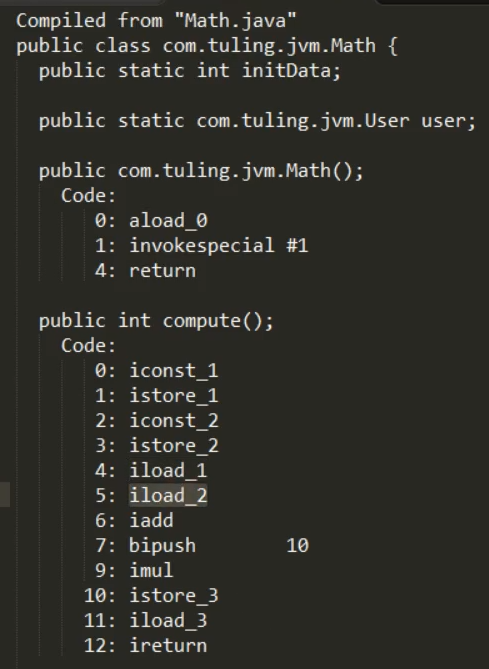 Compiled from "Math.java"
public class com.tuling.jvm.Math {
  public static int initData;

  public static com.tuling.jvm.User user;

  public com.tuling.jvm.Math();
    Code:
       0: aload_0
       1: invokespecial #1
       4: return

  public int compute();
    Code:
       0: iconst_1
       1: istore_1
       2: iconst_2
       3: istore_2
       4: iload_1
       5: iload_2
       6: iadd
       7: bipush        10
       9: imul
      10: istore_3
      11: iload_3
      12: ireturn